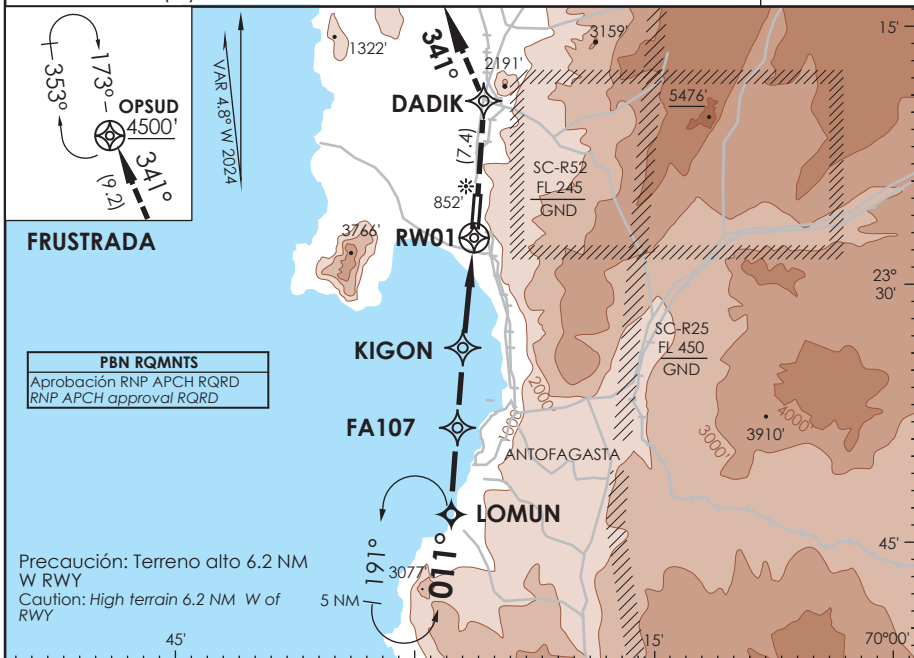 353°
173°
OPSUD
4500'
341°
(9.2)
FRUSTRADA
VAR 4.8° W 2024
1322'
341°
2191'
3159'
15'
DADIK
5476'
(7.4)
SC-R52
FL 245
GND
852'
RW01
3766'
23°
30'
KIGON
SC-R25
FL 450
GND
PBN RQMNTS
Aprobación RNP APCH RQRD
RNP APCH approval RQRD
2000
1000
FA107
3910'
4000
3000
ANTOFAGASTA
LOMUN
45'
Precaución: Terreno alto 6.2 NM
W RWY
Caution: High terrain 6.2 NM W of
RWY
191°
3077'
011°
5 NM
45'
15'
70°00'